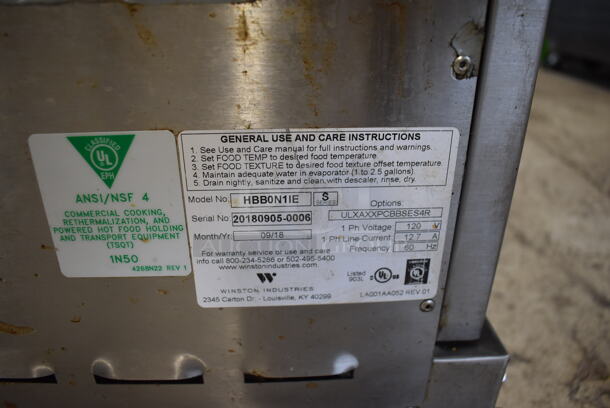 CLASSIFIED
UL
EPH
ANSI/NSF 4
COMMERCIAL COOKING,
RETHERMALIZATION, AND
POWERED HOT FOOD HOLDING
AND TRANSPORT EQUIPMENT
(TSQT)
1N50
4268N22 REV 1
GENERAL USE AND CARE INSTRUCTIONS
1. See Use and Care manual for full instructions and warnings.
2. Set FOOD TEMP to desired food temperature.
3. Set FOOD TEXTURE to desired food texture offset temperature.
4. Maintain adequate water in evaporator (1 to 2.5 gallons).
5. Drain nightly, sanitize and clean, with descaler, rinse, dry.
Model No.: HBB0N1IE S Options:
Serial No.: 20180905-0006 ULXAXXPCBBSES4R
Month/Yr: 09/18 1 Ph Voltage: 120 V
1 PH Line Current: 12.7 A
Frequency: 60 Hz
For warranty service or use and care
info call 800-234-5286 or 502-495-5400
www.winstonindustries.com
WINSTON INDUSTRIES
2345 Carton Dr. - Louisville, KY 40299
Listed
903L
LA001AA052 REV 01